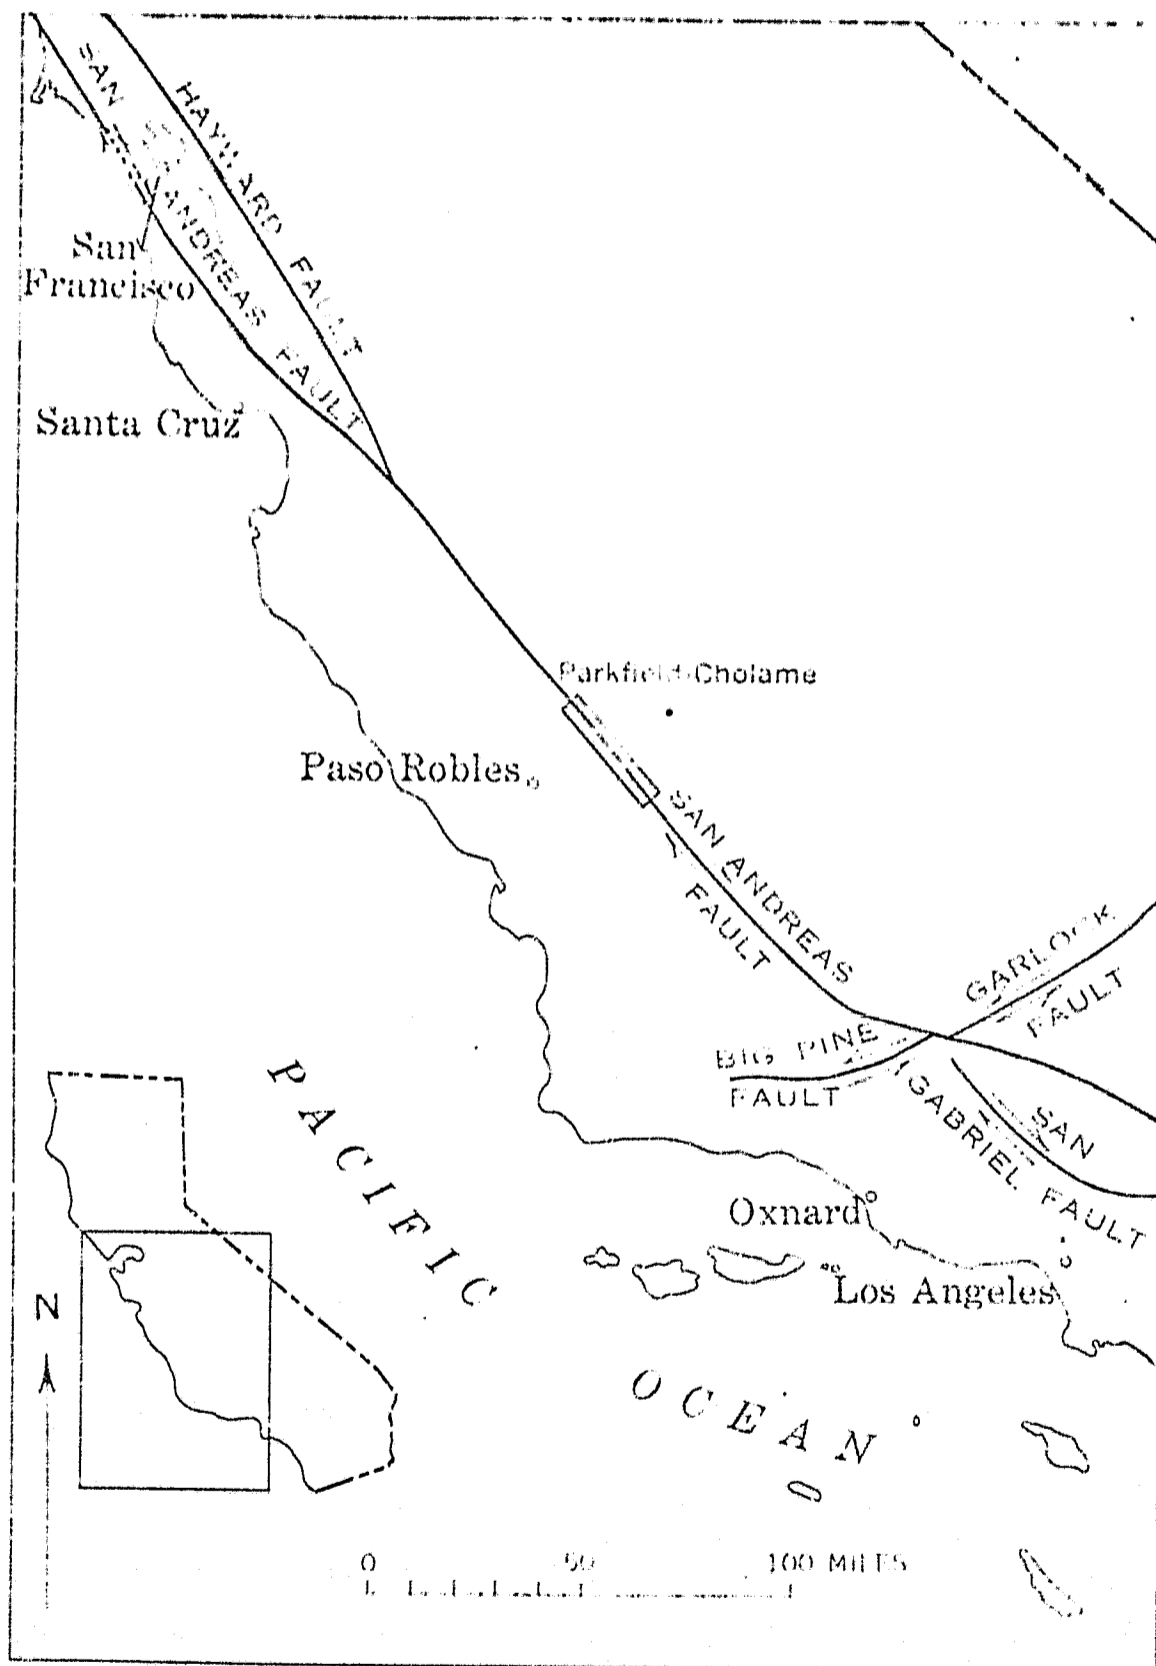 SAN ANDREAS FAULT
HAYWARD FAULT
San
Francisco
Santa Cruz
Parkfield-Cholame
Paso Robles
SAN ANDREAS
FAULT
GARLOCK
FAULT
BIG PINE
FAULT
SAN
GABRIEL FAULT
PACIFIC
Oxnard
Los Angeles
N
OCEAN
0 50 100 MILES